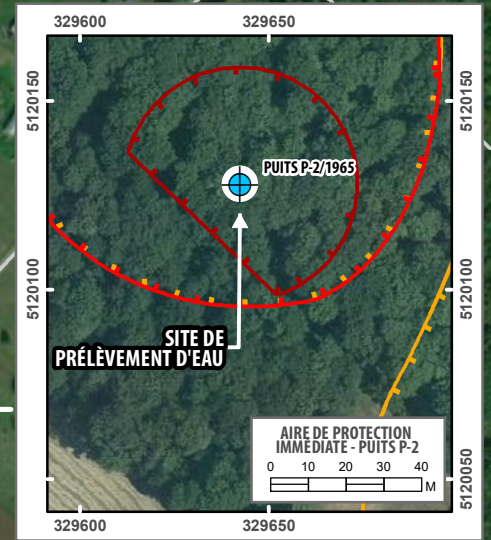 329600
329650
5120150
5120150
PUITS P-2/1965
5120100
5120100
SITE DE
PRÉLÈVEMENT D'EAU
AIRE DE PROTECTION
IMMÉDIATE - PUITS P-2
0 10 20 30 40
M
5120050
329600
329650